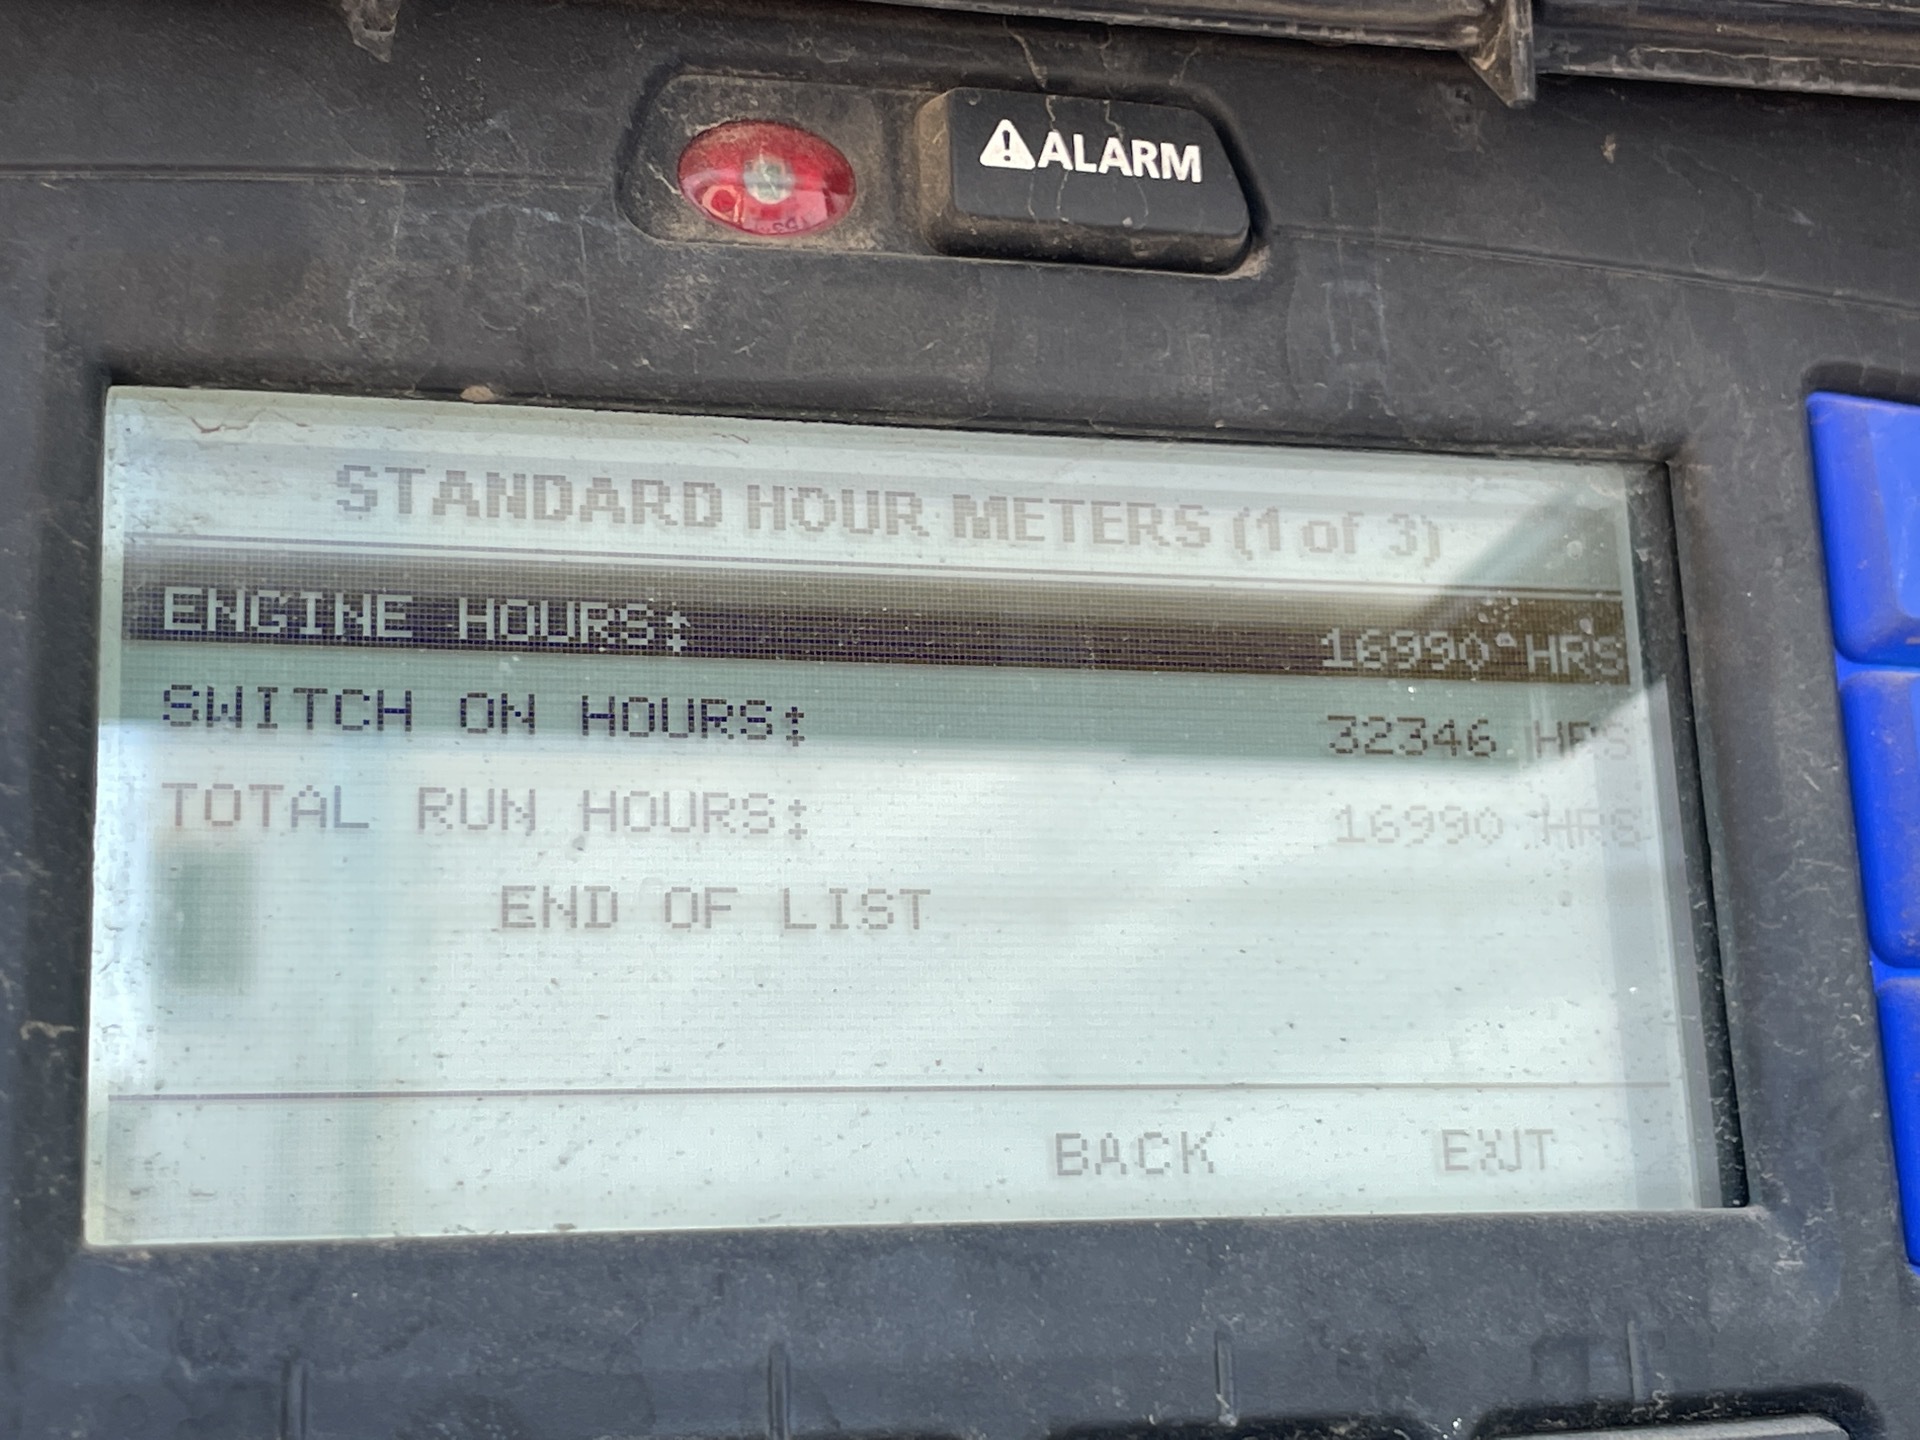 ⚠ALARM
STANDARD HOUR METERS (1 of 3)
ENGINE HOURS: 16990 HRS
SWITCH ON HOURS: 32346 HRS
TOTAL RUN HOURS: 16990 HRS
END OF LIST
BACK EXIT